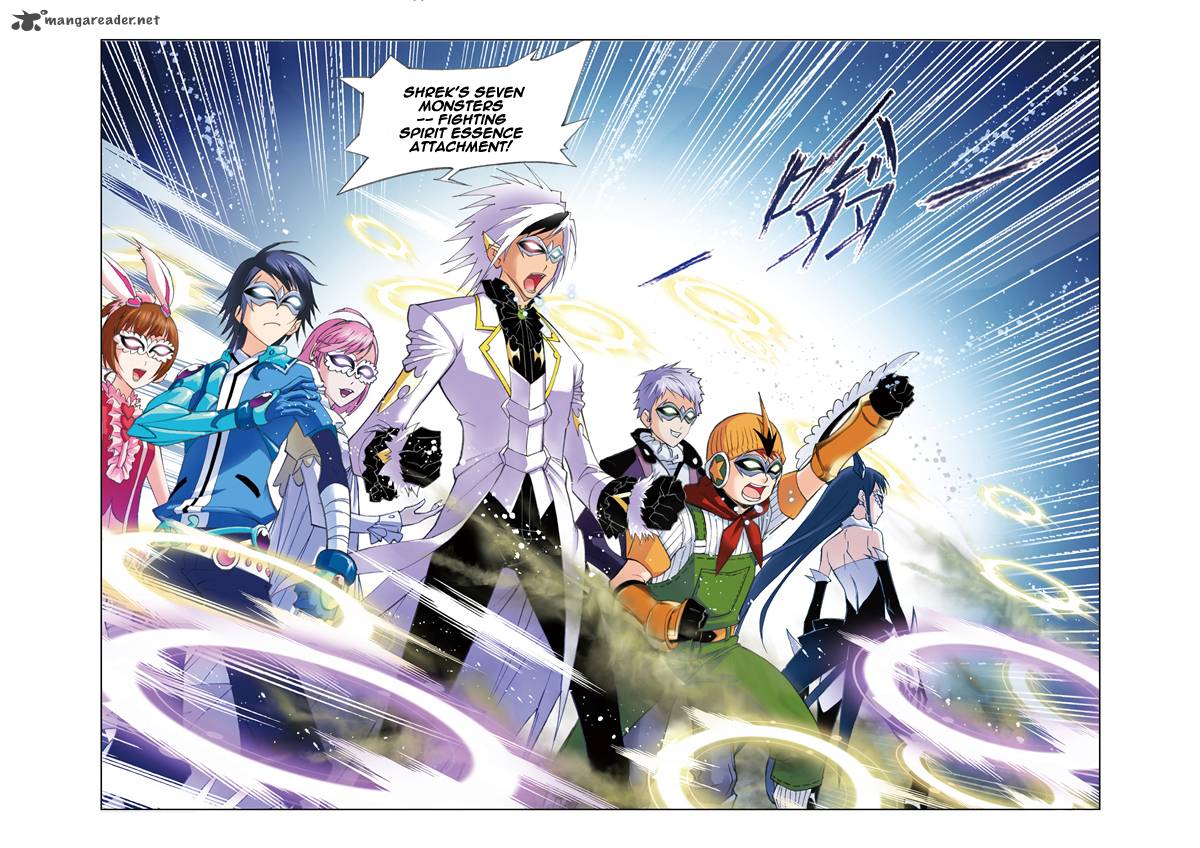 mangareader.net
SHREK'S SEVEN
MONSTERS
-- FIGHTING
SPIRIT ESSENCE
ATTACHMENT!